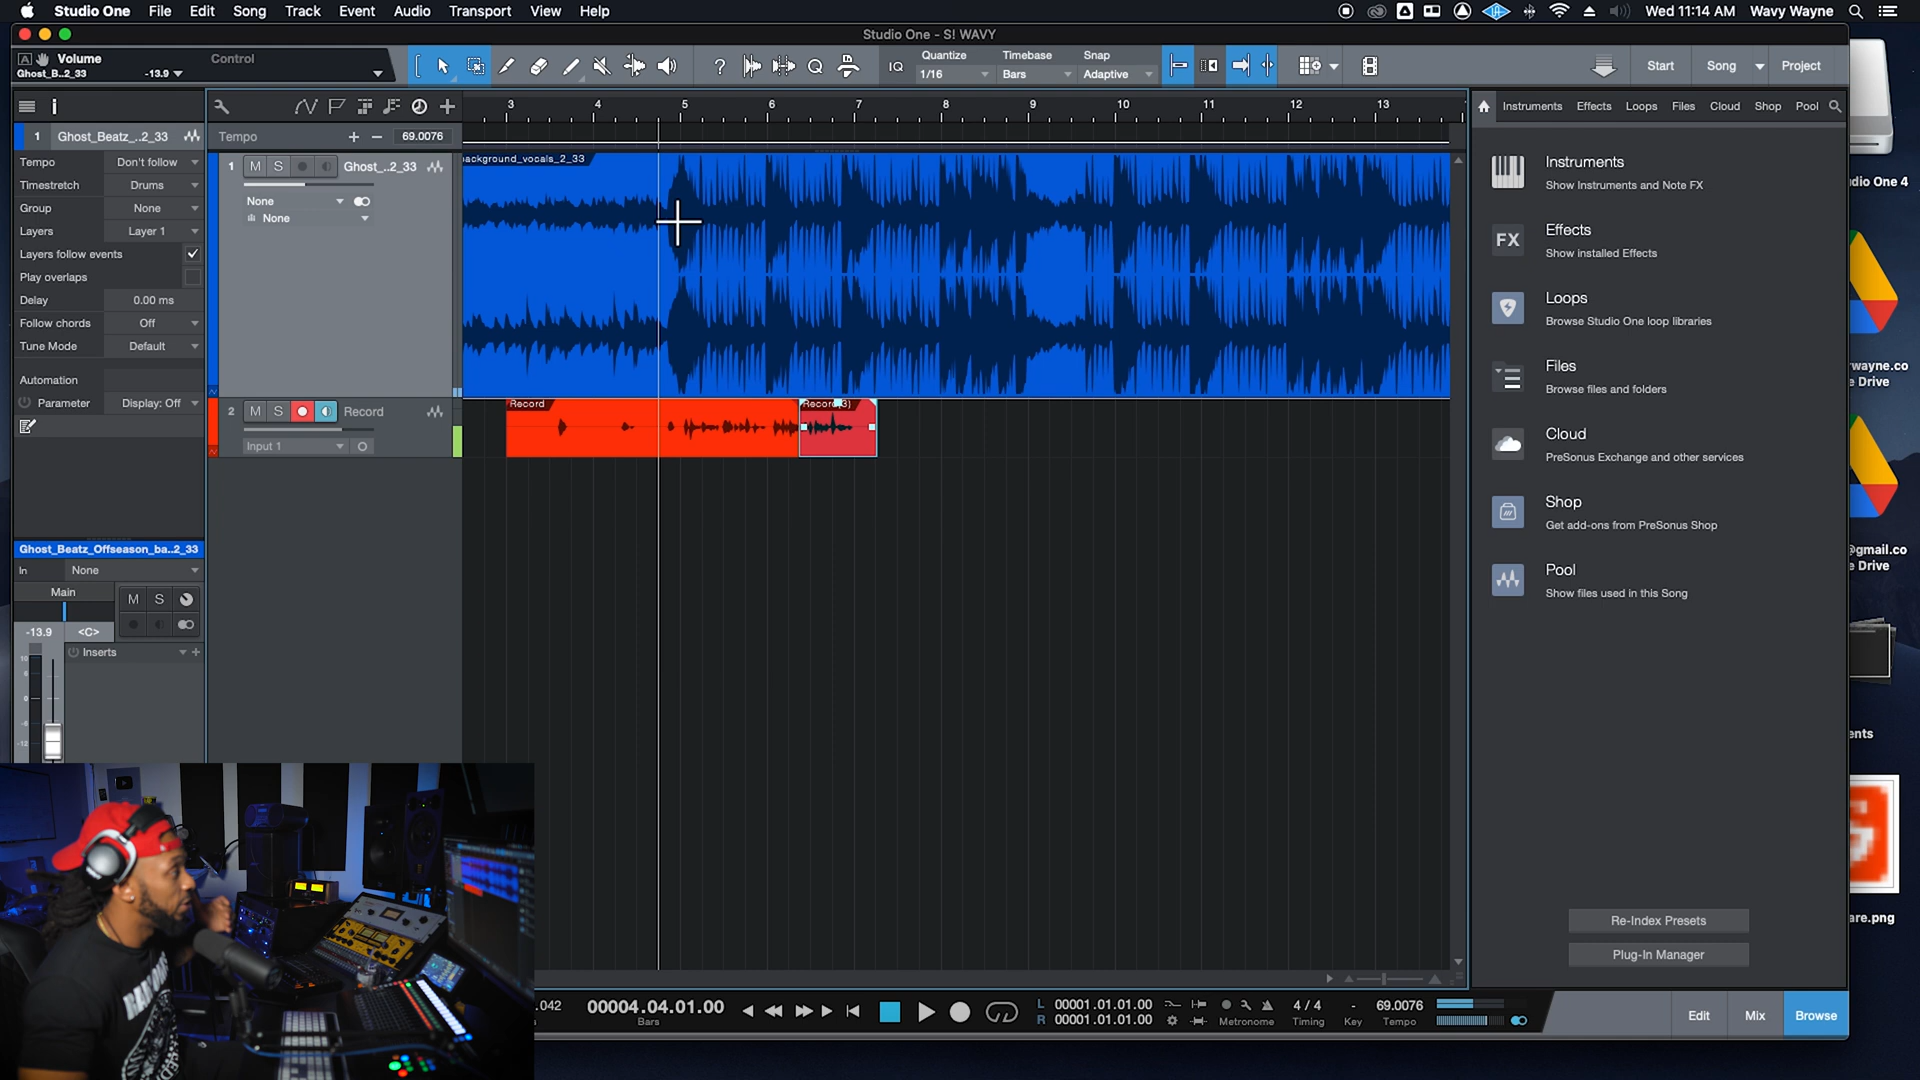 Studio One File Edit Song Track Event Audio Transport View Help
Wed 11:14 AM Wavy Wayne
Studio One - S! WAVY
Volume Control
Ghost_B..2_33 -13.9
Quantize Timebase Snap
IQ 1/16 Bars Adaptive
Start Song Project
3 4 5 6 7 8 9 10 11 12 13
Instruments Effects Loops Files Cloud Shop Pool
1 Ghost_Beatz_..2_33
Tempo + − 69.0076
Tempo Don't follow
Timestretch Drums
Group None
Layers Layer 1
Layers follow events
Play overlaps
Delay 0.00 ms
Follow chords Off
Tune Mode Default
Automation
Parameter Display: Off
1 M S Ghost_..2_33
None
None
ackground_vocals_2_33
2 M S Record
Input 1
Record
Instruments
Show Instruments and Note FX
FX
Effects
Show installed Effects
Loops
Browse Studio One loop libraries
Files
Browse files and folders
Cloud
PreSonus Exchange and other services
Shop
Get add-ons from PreSonus Shop
Pool
Show files used in this Song
Re-Index Presets
Plug-In Manager
Ghost_Beatz_Offseason_ba..2_33
In None
Main
M S
-13.9 <C>
Inserts
.042 00004.04.01.00
Bars
L 00001.01.01.00
R 00001.01.01.00
Metronome
4 / 4
Timing
-
Key
69.0076
Tempo
Edit Mix Browse
dio One 4
rwayne.co
e Drive
@gmail.co
e Drive
ents
are.png